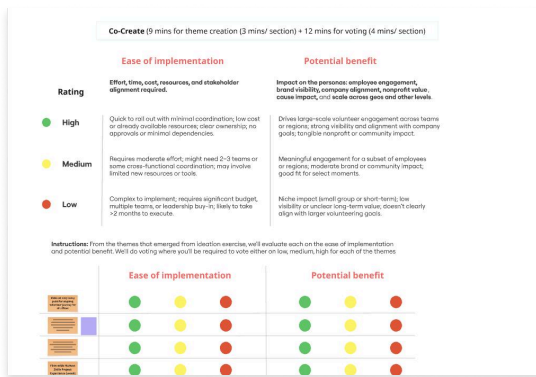 Co-Create (9 mins for theme creation (3 mins/ section) + 12 mins for voting (4 mins/ section)
Ease of implementation
Potential benefit
Rating
Effort, time, cost, resources, and stakeholder
alignment required.
Impact on the personas: employee engagement,
brand visibility, company alignment, nonprofit value,
cause impact, and scale across geos and other levels.
High
Quick to roll out with minimal coordination; low cost
or already available resources; clear ownership; no
approvals or minimal dependencies.
Drives large-scale volunteer engagement across teams
or regions; strong visibility and alignment with company
goals; tangible nonprofit or community impact.
Medium
Requires moderate effort; might need 2–3 teams or
some cross-functional coordination; may involve
limited new resources or tools.
Meaningful engagement for a subset of employees
or regions; moderate brand or community impact;
good fit for select moments.
Low
Complex to implement; requires significant budget,
multiple teams, or leadership buy-in; likely to take
>2 months to execute.
Niche impact (small group or short-term); low
visibility or unclear long-term value; doesn't clearly
align with larger volunteering goals.
Instructions: From the themes that emerged from ideation exercise, we'll evaluate each on the ease of implementation
and potential benefit. We'll do voting where you'll be required to vote either on low, medium, high for each of the themes
Ease of implementation
Potential benefit